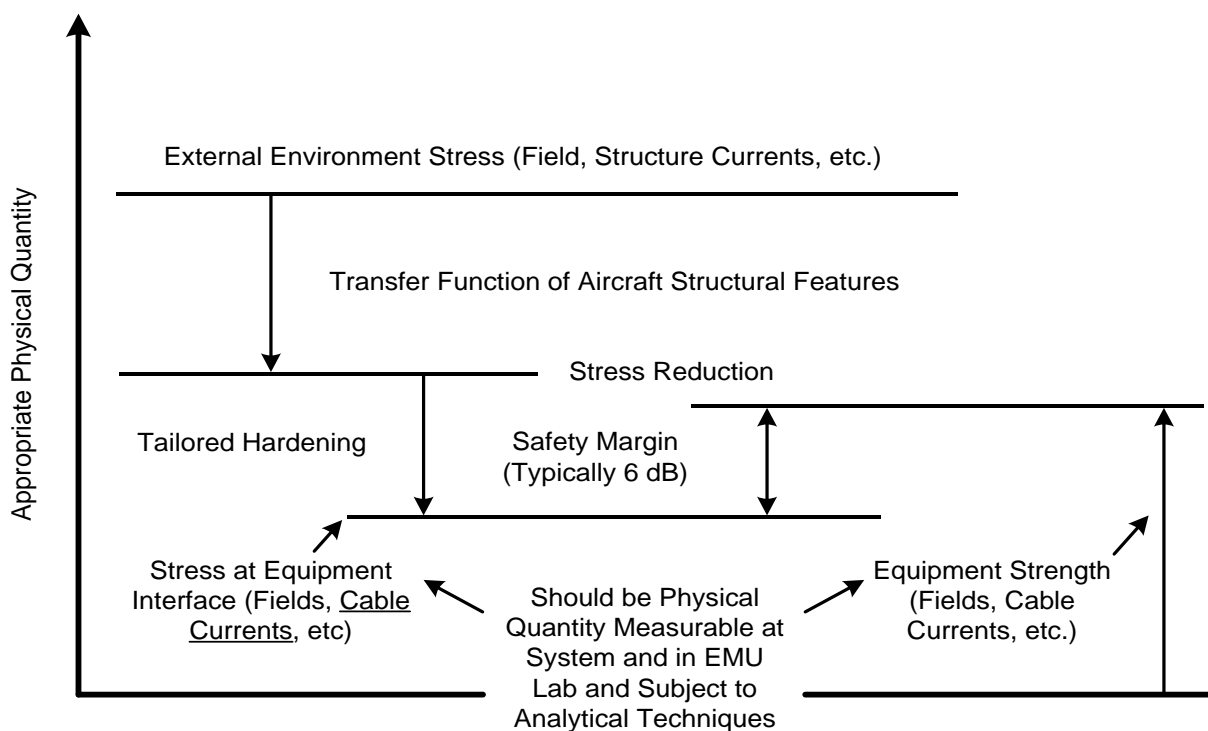 Appropriate Physical Quantity
External Environment Stress (Field, Structure Currents, etc.)
Transfer Function of Aircraft Structural Features
Stress Reduction
Tailored Hardening
Safety Margin
(Typically 6 dB)
Stress at Equipment
Interface (Fields, Cable
Currents, etc)
Should be Physical
Quantity Measurable at
System and in EMU
Lab and Subject to
Analytical Techniques
Equipment Strength
(Fields, Cable
Currents, etc.)